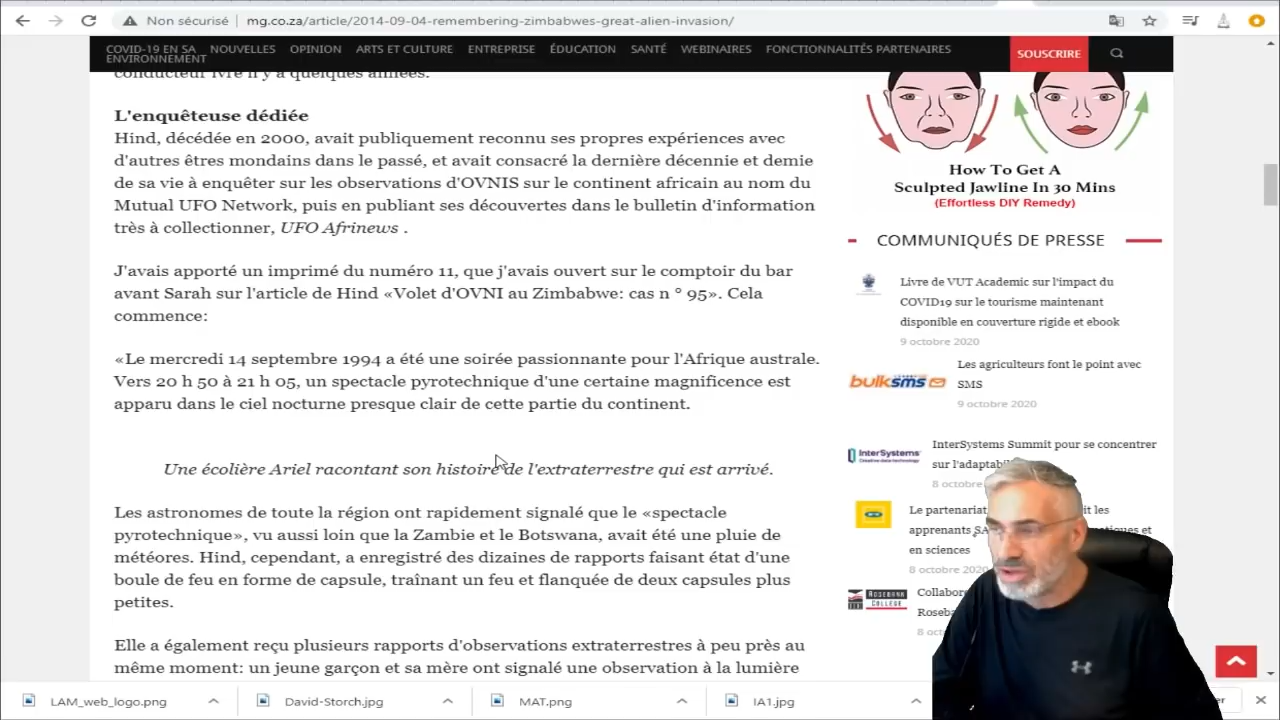 Non sécurisé
mg.co.za/article/2014-09-04-remembering-zimbabwes-great-alien-invasion/
COVID-19 EN SA NOUVELLES OPINION ARTS ET CULTURE ENTREPRISE ÉDUCATION SANTÉ WEBINAIRES FONCTIONNALITÉS PARTENAIRES
ENVIRONNEMENT
SOUSCRIRE
conducteur ivre il y a quelques années.
L'enquêteuse dédiée
Hind, décédée en 2000, avait publiquement reconnu ses propres expériences avec
d'autres êtres mondains dans le passé, et avait consacré la dernière décennie et demie
de sa vie à enquêter sur les observations d'OVNIS sur le continent africain au nom du
Mutual UFO Network, puis en publiant ses découvertes dans le bulletin d'information
très à collectionner, UFO Afrinews .
J'avais apporté un imprimé du numéro 11, que j'avais ouvert sur le comptoir du bar
avant Sarah sur l'article de Hind «Volet d'OVNI au Zimbabwe: cas n ° 95». Cela
commence:
«Le mercredi 14 septembre 1994 a été une soirée passionnante pour l'Afrique australe.
Vers 20 h 50 à 21 h 05, un spectacle pyrotechnique d'une certaine magnificence est
apparu dans le ciel nocturne presque clair de cette partie du continent.
Une écolière Ariel racontant son histoire de l'extraterrestre qui est arrivé.
Les astronomes de toute la région ont rapidement signalé que le «spectacle
pyrotechnique», vu aussi loin que la Zambie et le Botswana, avait été une pluie de
météores. Hind, cependant, a enregistré des dizaines de rapports faisant état d'une
boule de feu en forme de capsule, traînant un feu et flanquée de deux capsules plus
petites.
Elle a également reçu plusieurs rapports d'observations extraterrestres à peu près au
même moment: un jeune garçon et sa mère ont signalé une observation à la lumière
How To Get A
Sculpted Jawline In 30 Mins
(Effortless DIY Remedy)
COMMUNIQUÉS DE PRESSE
Livre de VUT Academic sur l'impact du
COVID19 sur le tourisme maintenant
disponible en couverture rigide et ebook
9 octobre 2020
bulksms
Les agriculteurs font le point avec
SMS
9 octobre 2020
InterSystems
InterSystems Summit pour se concentrer
sur
8
Le partenariat
apprenants
en sciences
8 octobre 2020
ROSEBANK
COLLEGE
LAM_web_logo.png
David-Storch.jpg
MAT.png
IA1.jpg